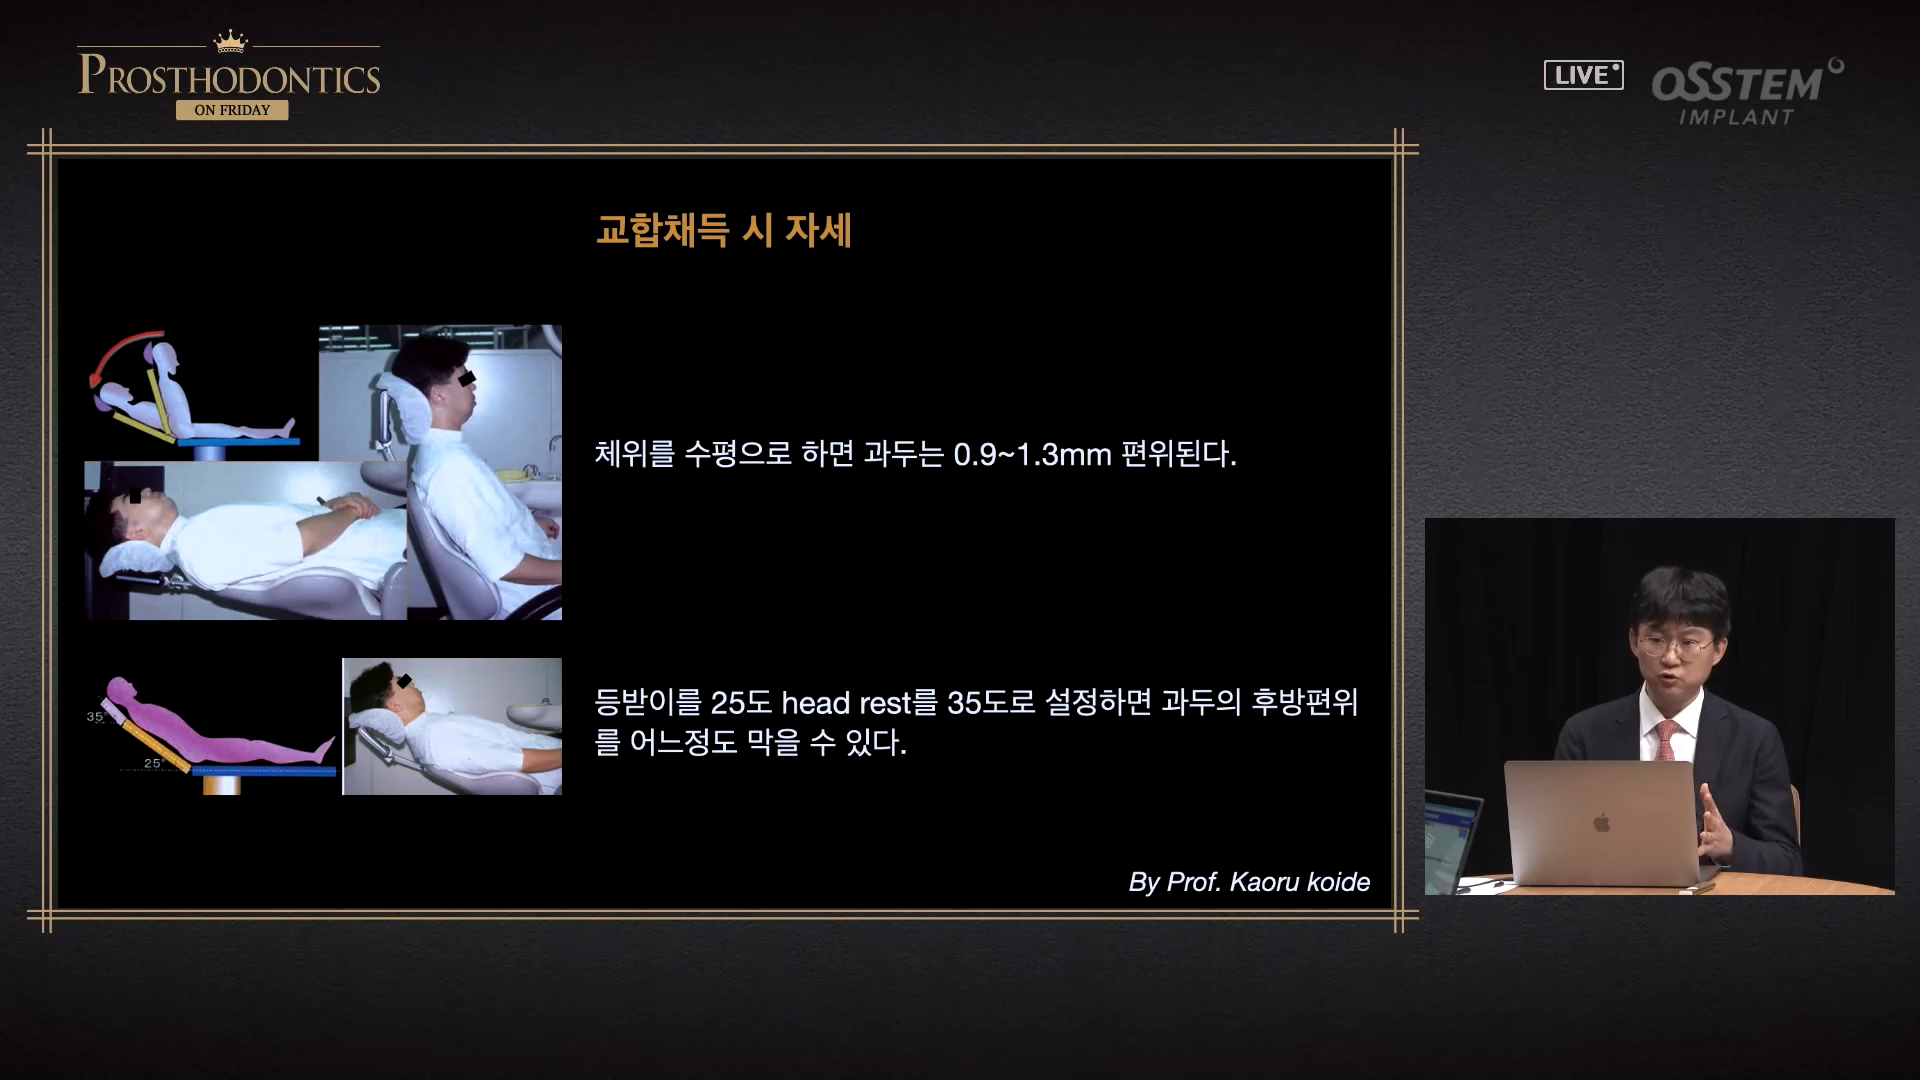 PROSTHODONTICS
ON FRIDAY
LIVE
OSSTEM
IMPLANT
교합채득 시 자세
체위를 수평으로 하면 과두는 0.9~1.3mm 편위된다.
35°
25°
등받이를 25도 head rest를 35도로 설정하면 과두의 후방편위
를 어느정도 막을 수 있다.
By Prof. Kaoru koide